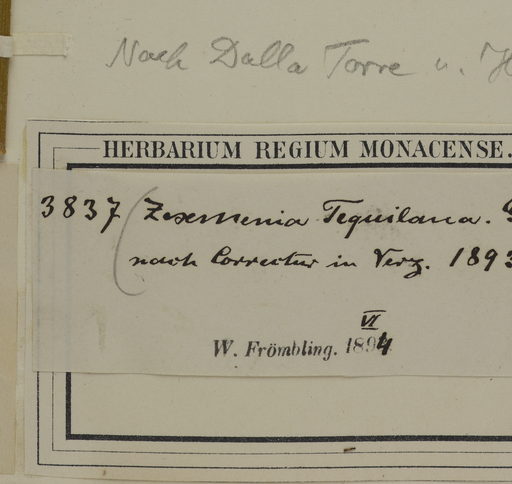 Nach Dalla Torre u.
HERBARIUM REGIUM MONACENSE.
3837 (Zexmenia Tequilana.
nach Correctur in Verz. 1893
VI
W. Frömbling. 1894